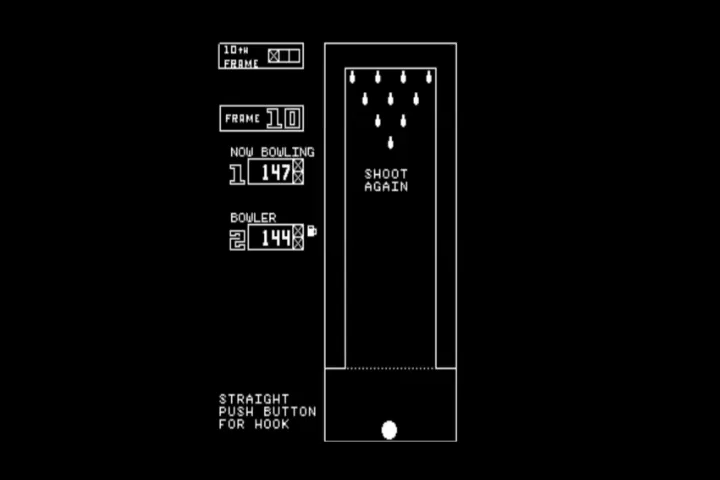 10TH
FRAME
FRAME 10
NOW BOWLING
1 147
BOWLER
2 144
SHOOT
AGAIN
STRAIGHT
PUSH BUTTON
FOR HOOK